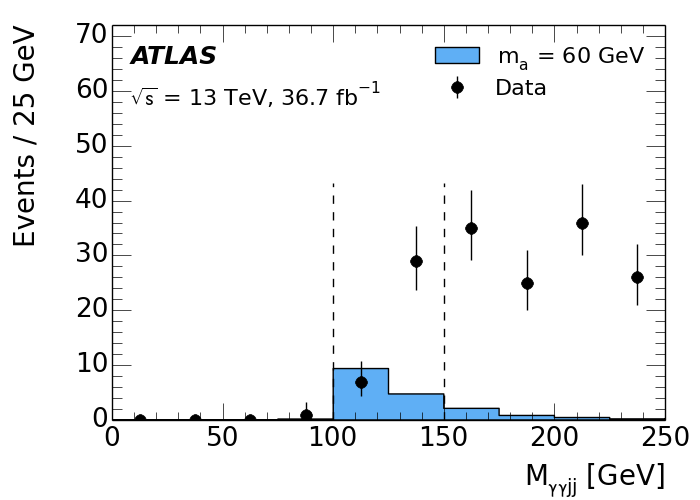 Events / 25 GeV
70
60
50
40
30
20
10
0
ATLAS
√s = 13 TeV, 36.7 fb⁻¹
mₐ = 60 GeV
Data
0 50 100 150 200 250
Mγγjj [GeV]